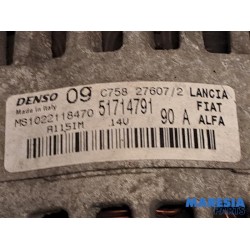 DENSO 09 C758 27607/2 LANCIA
Made in Italy 51714791 FIAT
MS1022118470 90 A ALFA
A115IM 14V
MARESIA